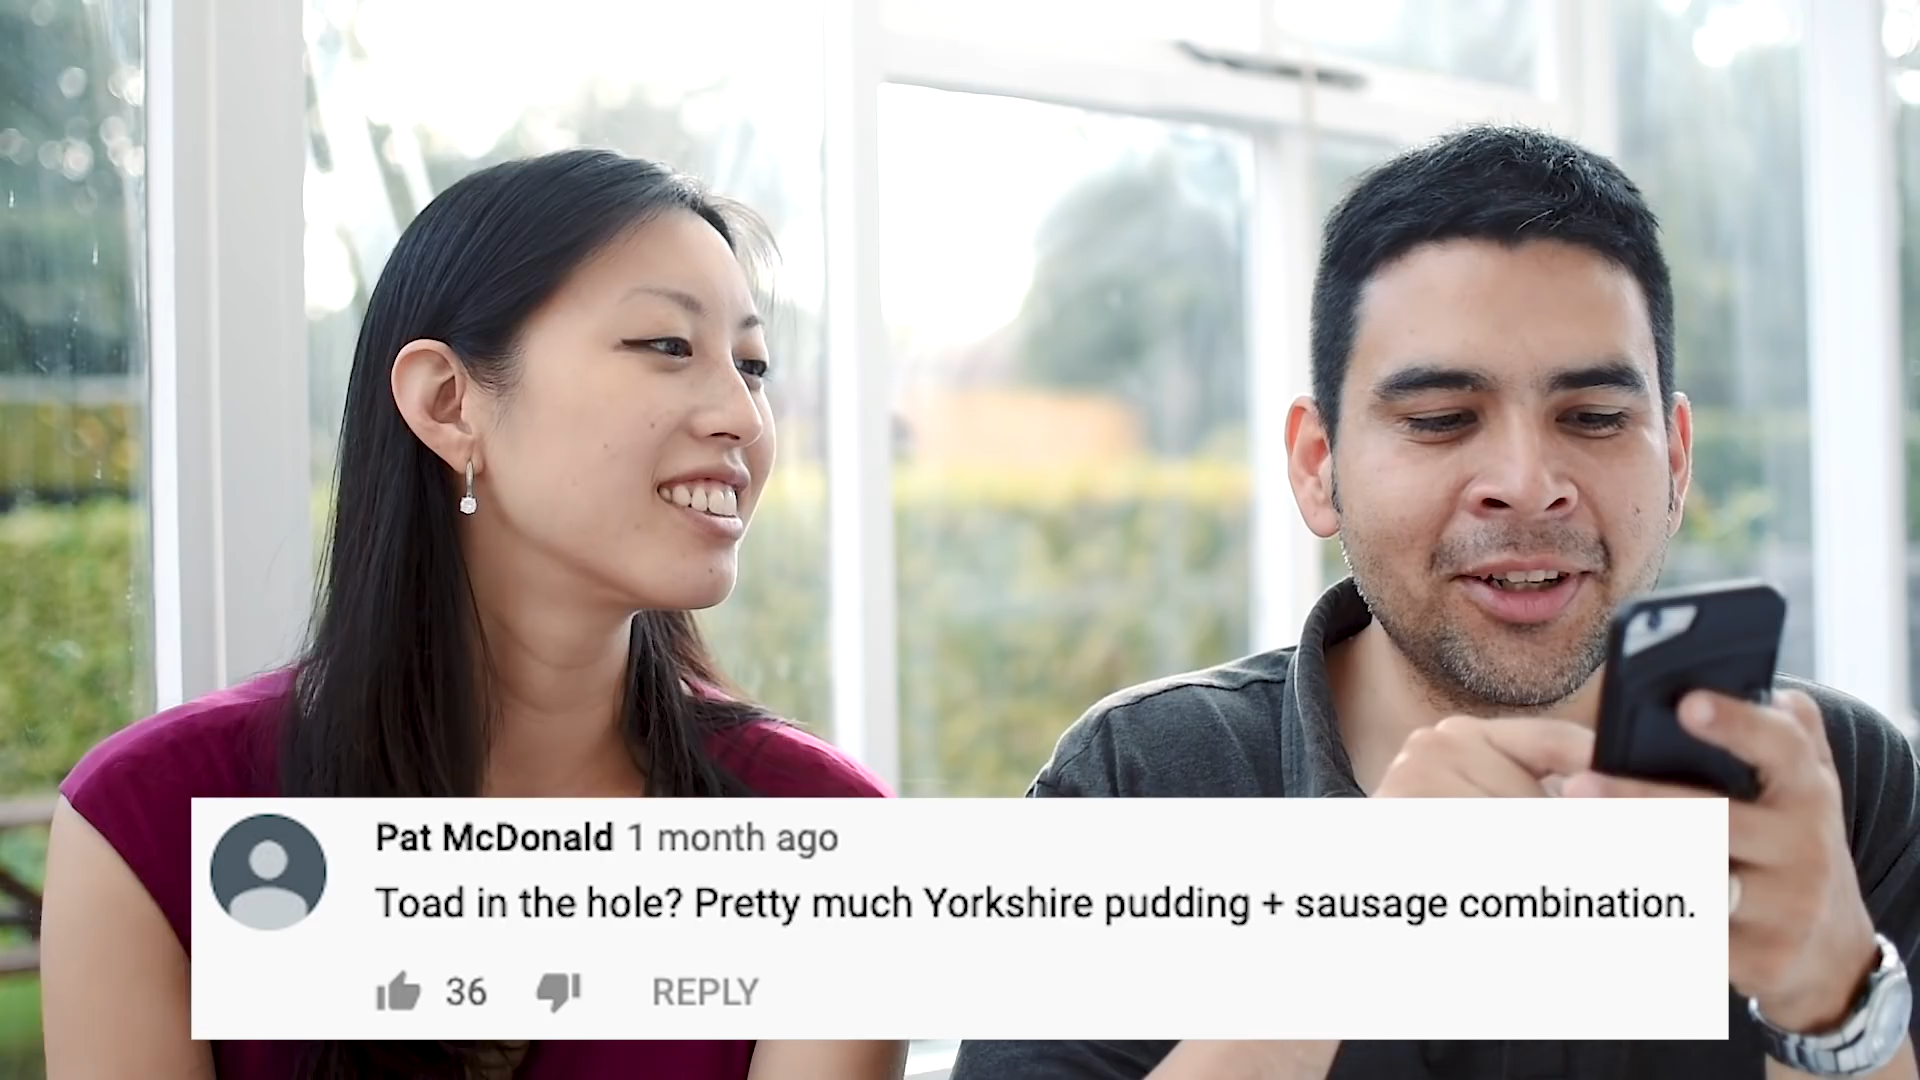 Pat McDonald 1 month ago
Toad in the hole? Pretty much Yorkshire pudding + sausage combination.
36 REPLY